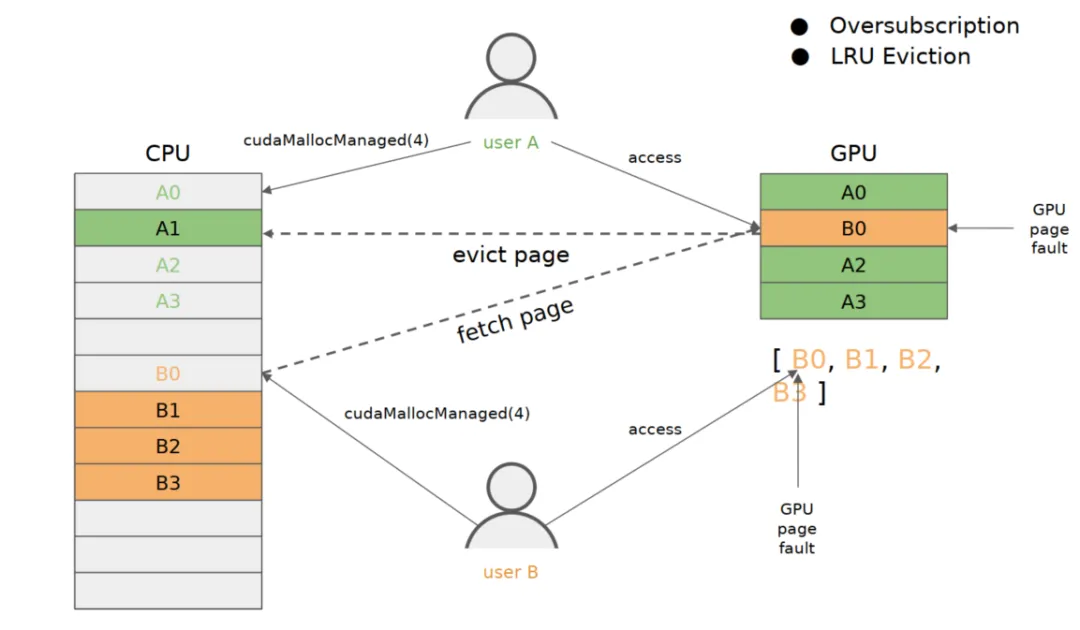 ● Oversubscription
● LRU Eviction
user A
cudaMallocManaged(4)
access
CPU
A0
A1
A2
A3
B0
B1
B2
B3
evict page
fetch page
GPU
A0
B0
A2
A3
GPU
page
fault
[ B0, B1, B2,
B3 ]
cudaMallocManaged(4)
access
user B
GPU
page
fault